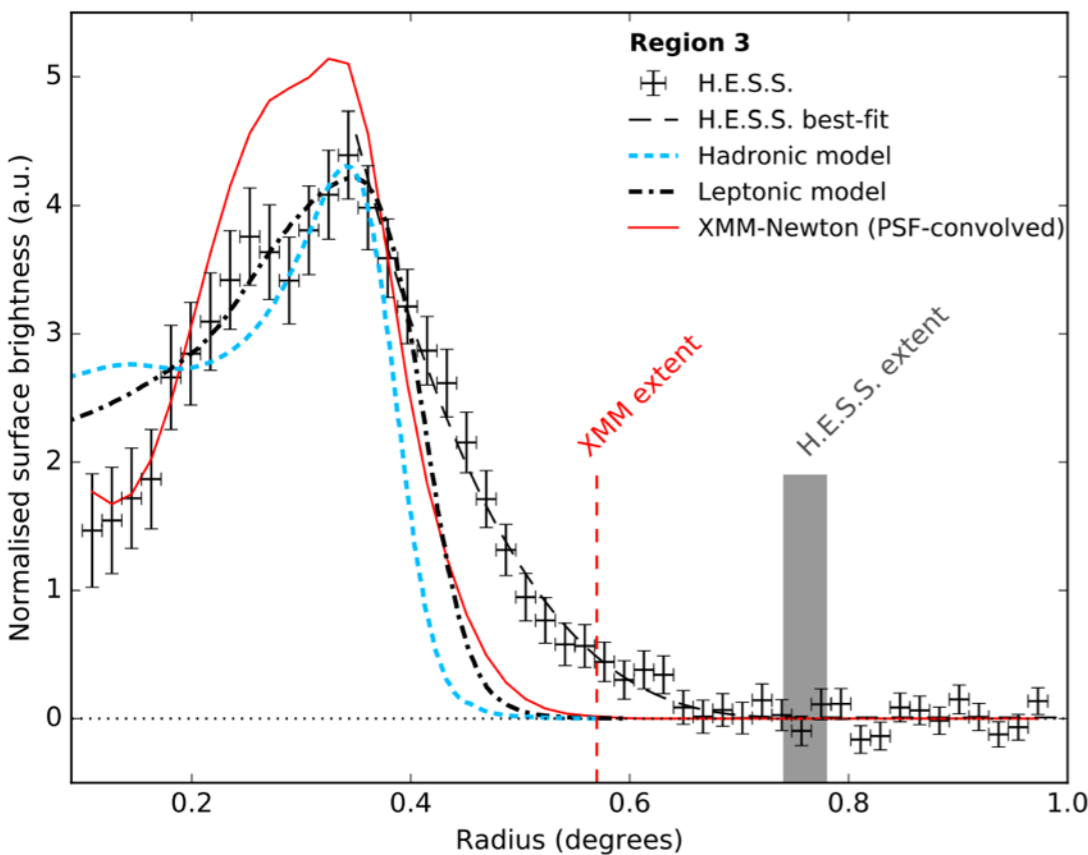 Region 3
H.E.S.S.
H.E.S.S. best-fit
Hadronic model
Leptonic model
XMM-Newton (PSF-convolved)
XMM extent
H.E.S.S. extent
Normalised surface brightness (a.u.)
5
4
3
2
1
0
0.2 0.4 0.6 0.8 1.0
Radius (degrees)